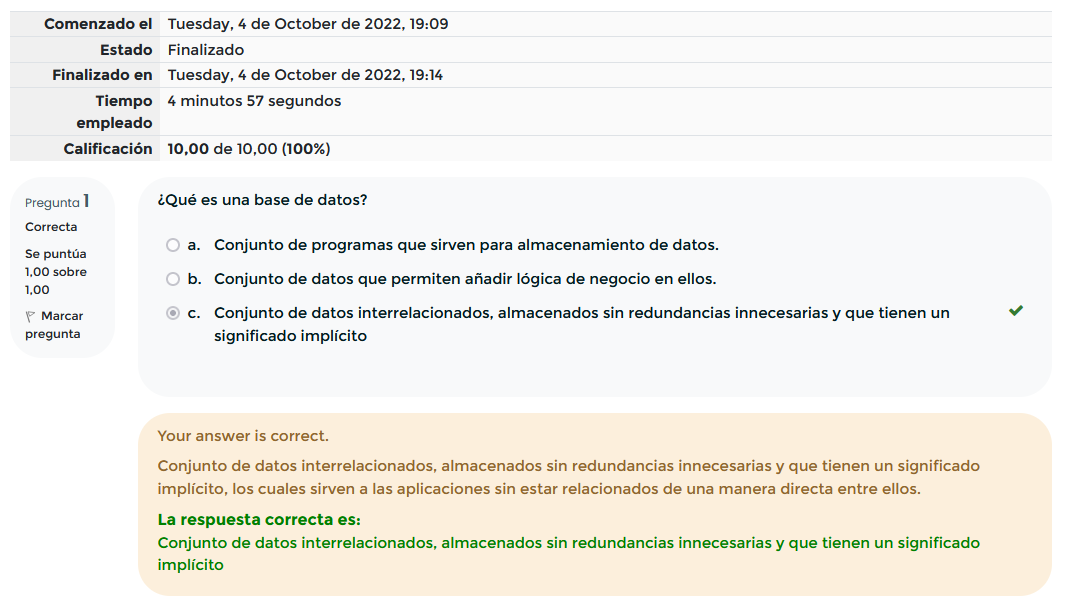 Comenzado el Tuesday, 4 de October de 2022, 19:09
Estado Finalizado
Finalizado en Tuesday, 4 de October de 2022, 19:14
Tiempo 4 minutos 57 segundos
empleado
Calificación 10,00 de 10,00 (100%)
Pregunta 1
Correcta
Se puntúa
1,00 sobre
1,00
Marcar
pregunta
¿Qué es una base de datos?
a. Conjunto de programas que sirven para almacenamiento de datos.
b. Conjunto de datos que permiten añadir lógica de negocio en ellos.
c. Conjunto de datos interrelacionados, almacenados sin redundancias innecesarias y que tienen un
significado implícito
Your answer is correct.
Conjunto de datos interrelacionados, almacenados sin redundancias innecesarias y que tienen un significado
implícito, los cuales sirven a las aplicaciones sin estar relacionados de una manera directa entre ellos.
La respuesta correcta es:
Conjunto de datos interrelacionados, almacenados sin redundancias innecesarias y que tienen un significado
implícito